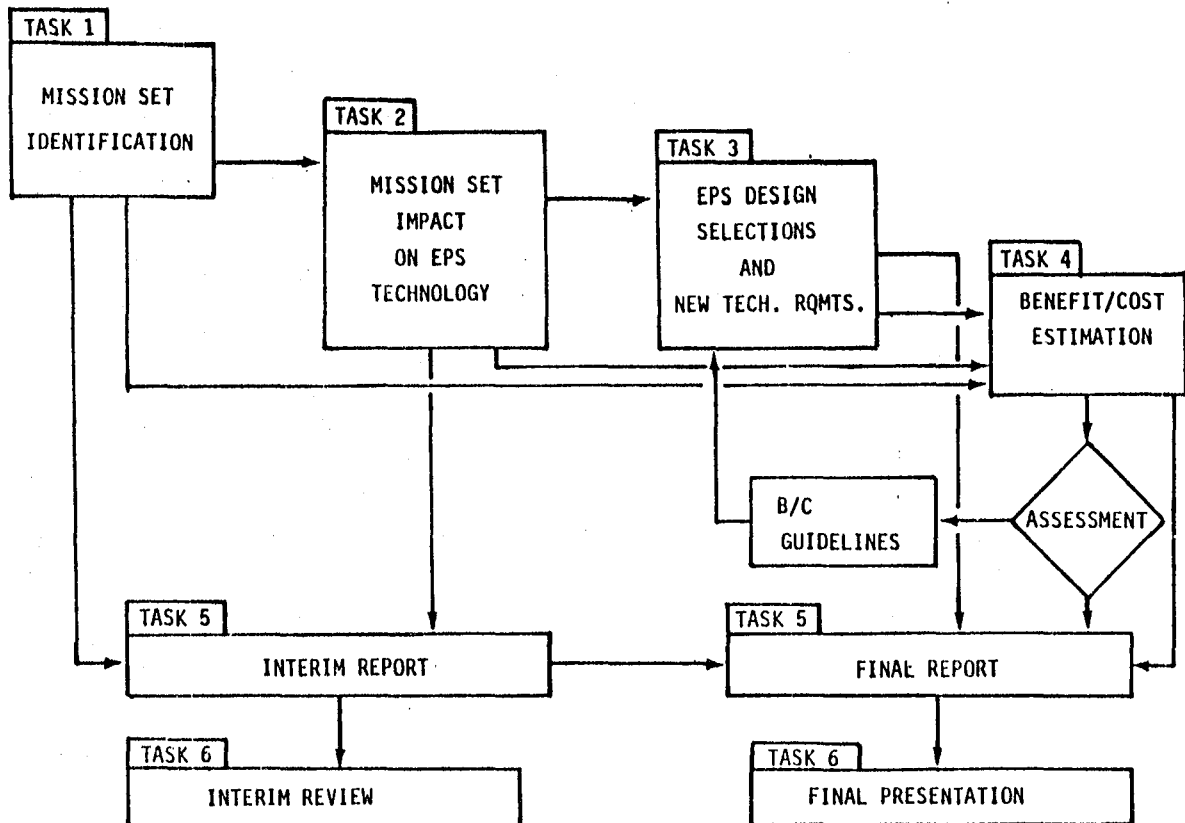 TASK 1
MISSION SET
IDENTIFICATION
TASK 2
MISSION SET
IMPACT
ON EPS
TECHNOLOGY
TASK 3
EPS DESIGN
SELECTIONS
AND
NEW TECH. RQMTS.
TASK 4
BENEFIT/COST
ESTIMATION
ASSESSMENT
B/C
GUIDELINES
TASK 5
INTERIM REPORT
TASK 5
FINAL REPORT
TASK 6
INTERIM REVIEW
TASK 6
FINAL PRESENTATION